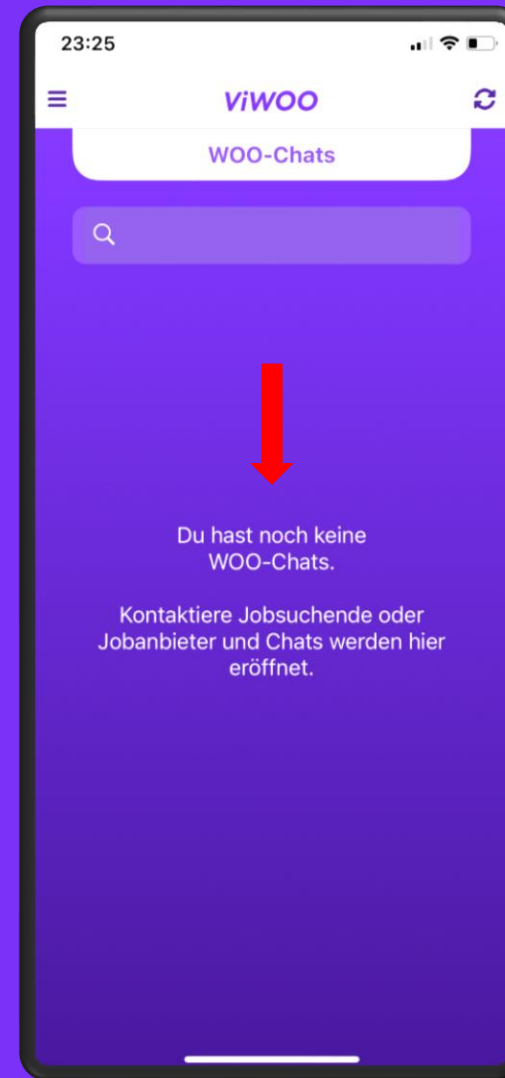 23:25
ViWOO
WOO-Chats
Du hast noch keine
WOO-Chats.
Kontaktiere Jobsuchende oder
Jobanbieter und Chats werden hier
eröffnet.